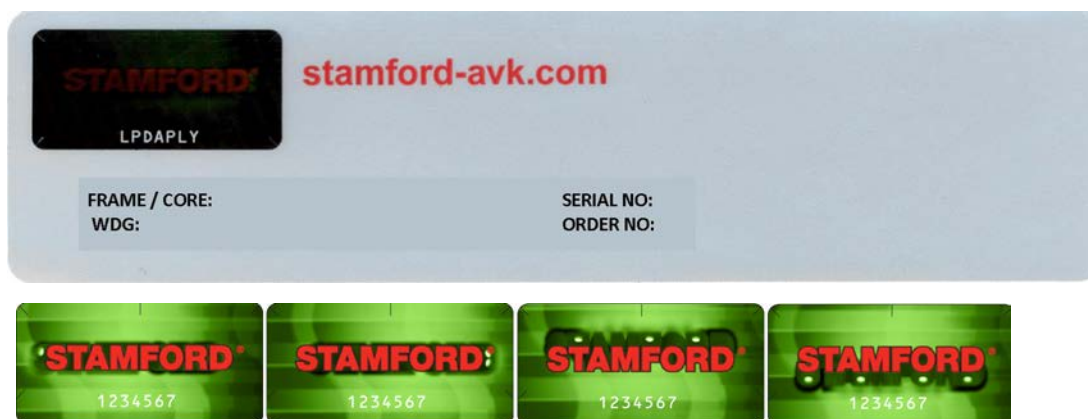 STAMFORD
stamford-avk.com
LPDAPLY
FRAME / CORE:
SERIAL NO:
WDG:
ORDER NO:
STAMFORD
STAMFORD
STAMFORD
STAMFORD
1234567
1234567
1234567
1234567